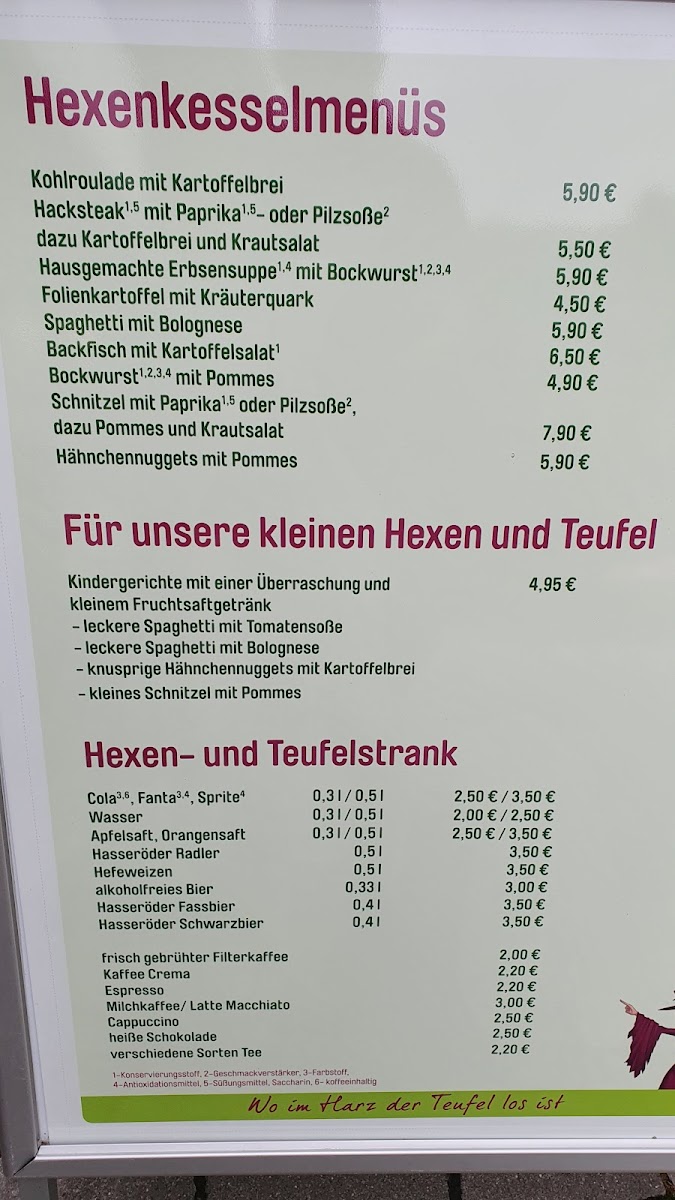 Hexenkesselmenüs
Kohlroulade mit Kartoffelbrei 5,90 €
Hacksteak1,5 mit Paprika1,5- oder Pilzsoße2
dazu Kartoffelbrei und Krautsalat 5,50 €
Hausgemachte Erbsensuppe1,4 mit Bockwurst1,2,3,4 5,90 €
Folienkartoffel mit Kräuterquark 4,50 €
Spaghetti mit Bolognese 5,90 €
Backfisch mit Kartoffelsalat1 6,50 €
Bockwurst1,2,3,4 mit Pommes 4,90 €
Schnitzel mit Paprika1,5 oder Pilzsoße2,
dazu Pommes und Krautsalat 7,90 €
Hähnchennuggets mit Pommes 5,90 €
Für unsere kleinen Hexen und Teufel
Kindergerichte mit einer Überraschung und 4,95 €
kleinem Fruchtsaftgetränk
- leckere Spaghetti mit Tomatensoße
- leckere Spaghetti mit Bolognese
- knusprige Hähnchennuggets mit Kartoffelbrei
- kleines Schnitzel mit Pommes
Hexen- und Teufelstrank
Cola3,6, Fanta3,4, Sprite4 0,3 l / 0,5 l 2,50 € / 3,50 €
Wasser 0,3 l / 0,5 l 2,00 € / 2,50 €
Apfelsaft, Orangensaft 0,3 l / 0,5 l 2,50 € / 3,50 €
Hasseröder Radler 0,5 l 3,50 €
Hefeweizen 0,5 l 3,50 €
alkoholfreies Bier 0,33 l 3,00 €
Hasseröder Fassbier 0,4 l 3,50 €
Hasseröder Schwarzbier 0,4 l 3,50 €
frisch gebrühter Filterkaffee 2,00 €
Kaffee Crema 2,20 €
Espresso 2,20 €
Milchkaffee/ Latte Macchiato 3,00 €
Cappuccino 2,50 €
heiße Schokolade 2,50 €
verschiedene Sorten Tee 2,20 €
1-Konservierungsstoff, 2-Geschmackverstärker, 3-Farbstoff,
4-Antioxidationsmittel, 5-Süßungsmittel, Saccharin, 6- koffeinhaltig
Wo im Harz der Teufel los ist